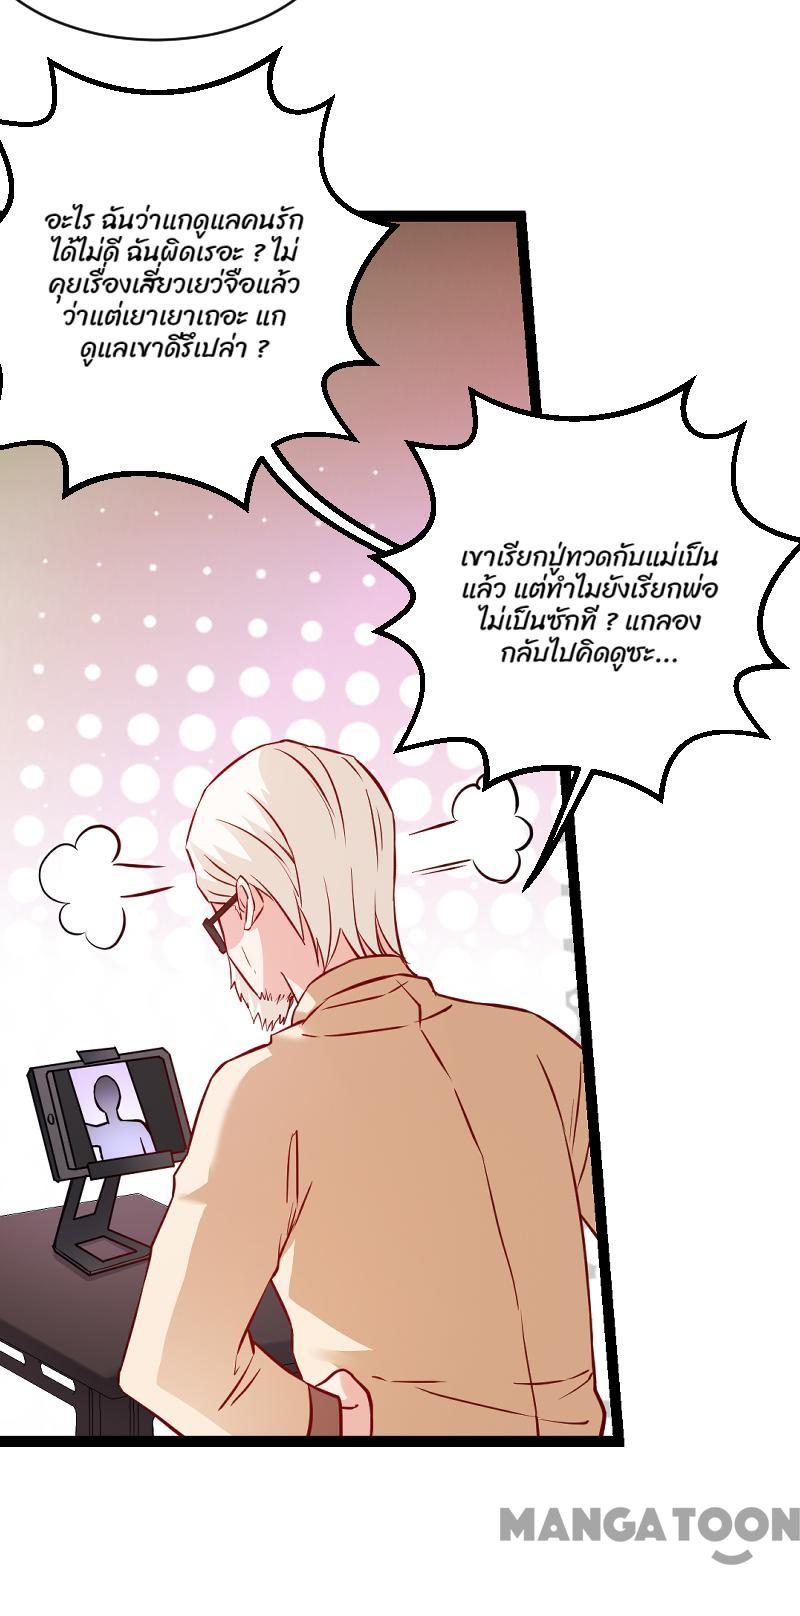 อะไร ฉันว่าแกดูแลคนรัก
ได้ไม่ดี ฉันผิดเรอะ ? ไม่
คุยเรื่องเสี่ยวเยว่จือแล้ว
ว่าแต่เยาเยาเถอะ แก
ดูแลเขาดีรึเปล่า ?
เขาเรียกปู่ทวดกับแม่เป็น
แล้ว แต่ทำไมยังเรียกพ่อ
ไม่เป็นซักที ? แกลอง
กลับไปคิดดูซะ...
MANGATOON